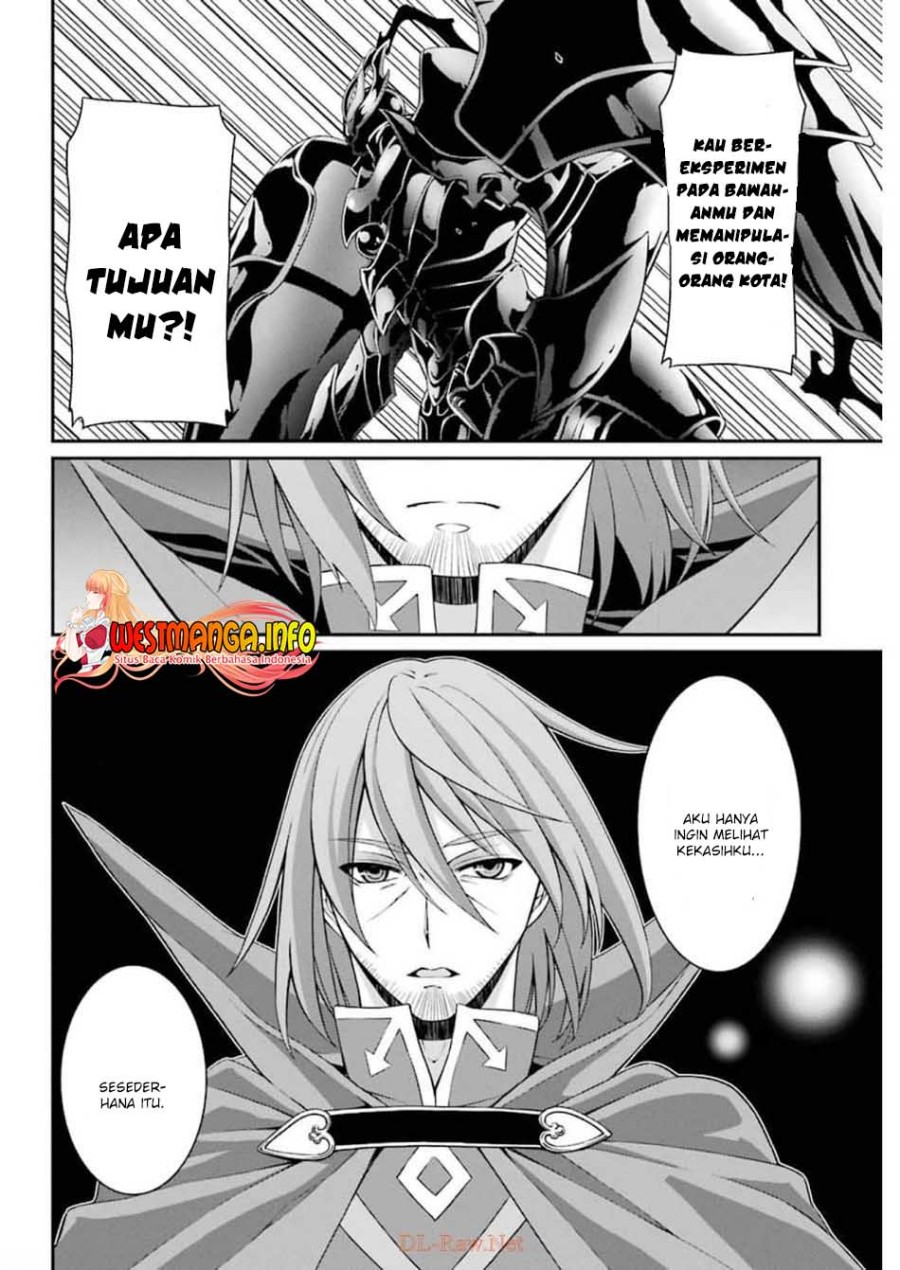 KAU BER-
EKSPERIMEN
PADA BAWAH-
ANMU DAN
MEMANIPULA-
SI ORANG-
ORANG KOTA!
APA
TUJUAN
MU?!
WESTMANGA.INFO
Situs Baca Komik Berbahasa Indonesia
AKU HANYA
INGIN MELIHAT
KEKASIHKU...
SESEDER-
HANA ITU.
DL-Raw.Net